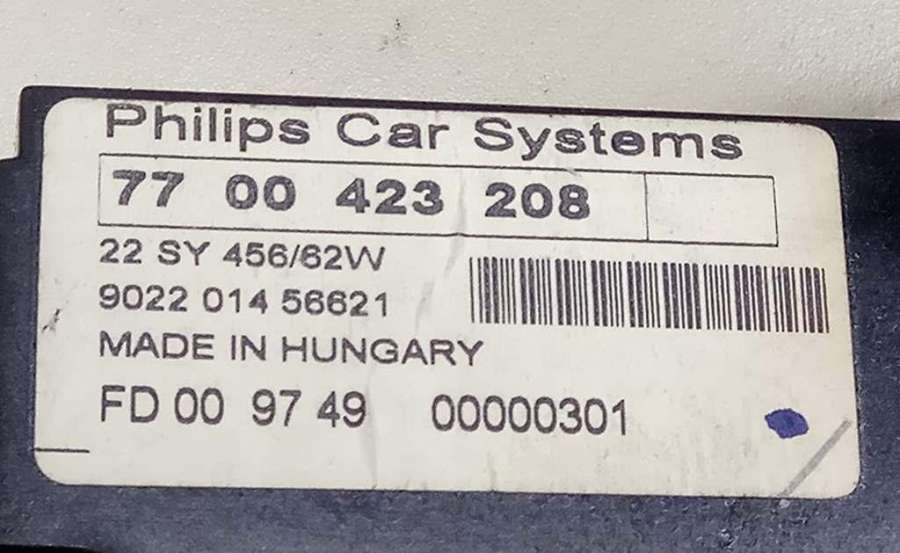 Philips Car Systems
77 00 423 208
22 SY 456/62W
9022 014 56621
MADE IN HUNGARY
FD 00 97 49 00000301